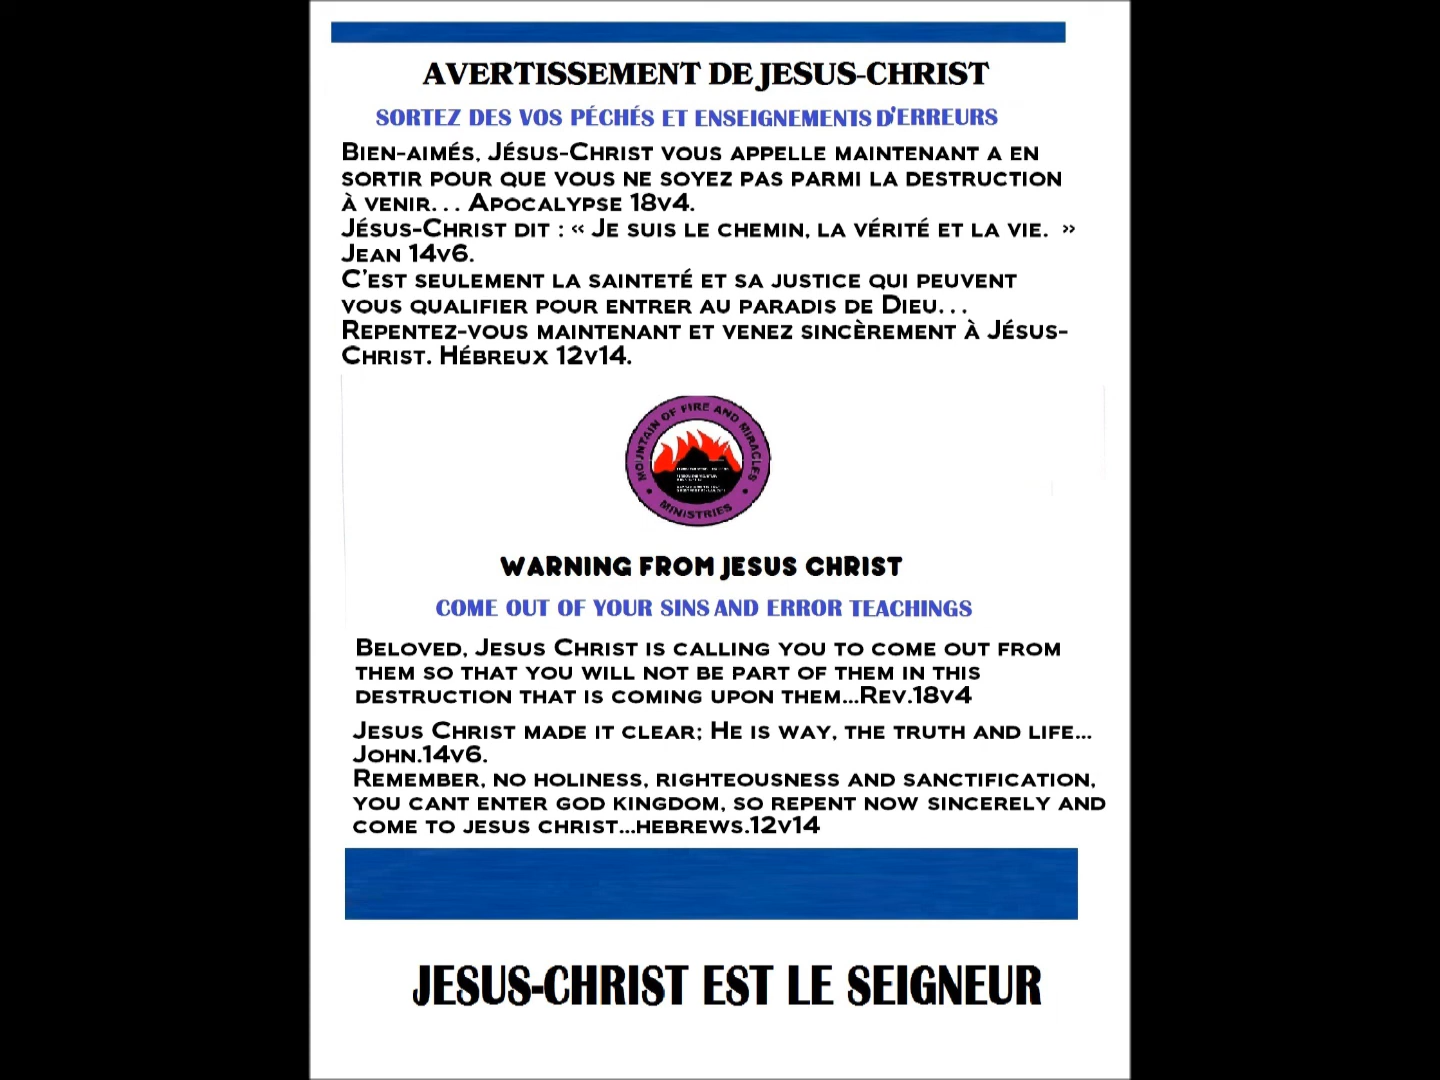 AVERTISSEMENT DE JESUS-CHRIST
SORTEZ DES VOS PÉCHÉS ET ENSEIGNEMENTS D'ERREURS
BIEN-AIMÉS, JÉSUS-CHRIST VOUS APPELLE MAINTENANT A EN
SORTIR POUR QUE VOUS NE SOYEZ PAS PARMI LA DESTRUCTION
À VENIR... APOCALYPSE 18V4.
JÉSUS-CHRIST DIT : « JE SUIS LE CHEMIN, LA VÉRITÉ ET LA VIE. »
JEAN 14V6.
C'EST SEULEMENT LA SAINTETÉ ET SA JUSTICE QUI PEUVENT
VOUS QUALIFIER POUR ENTRER AU PARADIS DE DIEU...
REPENTEZ-VOUS MAINTENANT ET VENEZ SINCÈREMENT À JÉSUS-
CHRIST. HÉBREUX 12V14.
MOUNTAIN OF FIRE AND MIRACLES
MINISTRIES
WARNING FROM JESUS CHRIST
COME OUT OF YOUR SINS AND ERROR TEACHINGS
BELOVED, JESUS CHRIST IS CALLING YOU TO COME OUT FROM
THEM SO THAT YOU WILL NOT BE PART OF THEM IN THIS
DESTRUCTION THAT IS COMING UPON THEM...REV.18V4
JESUS CHRIST MADE IT CLEAR; HE IS WAY, THE TRUTH AND LIFE...
JOHN.14V6.
REMEMBER, NO HOLINESS, RIGHTEOUSNESS AND SANCTIFICATION,
YOU CANT ENTER GOD KINGDOM, SO REPENT NOW SINCERELY AND
COME TO JESUS CHRIST...HEBREWS.12V14
JESUS-CHRIST EST LE SEIGNEUR